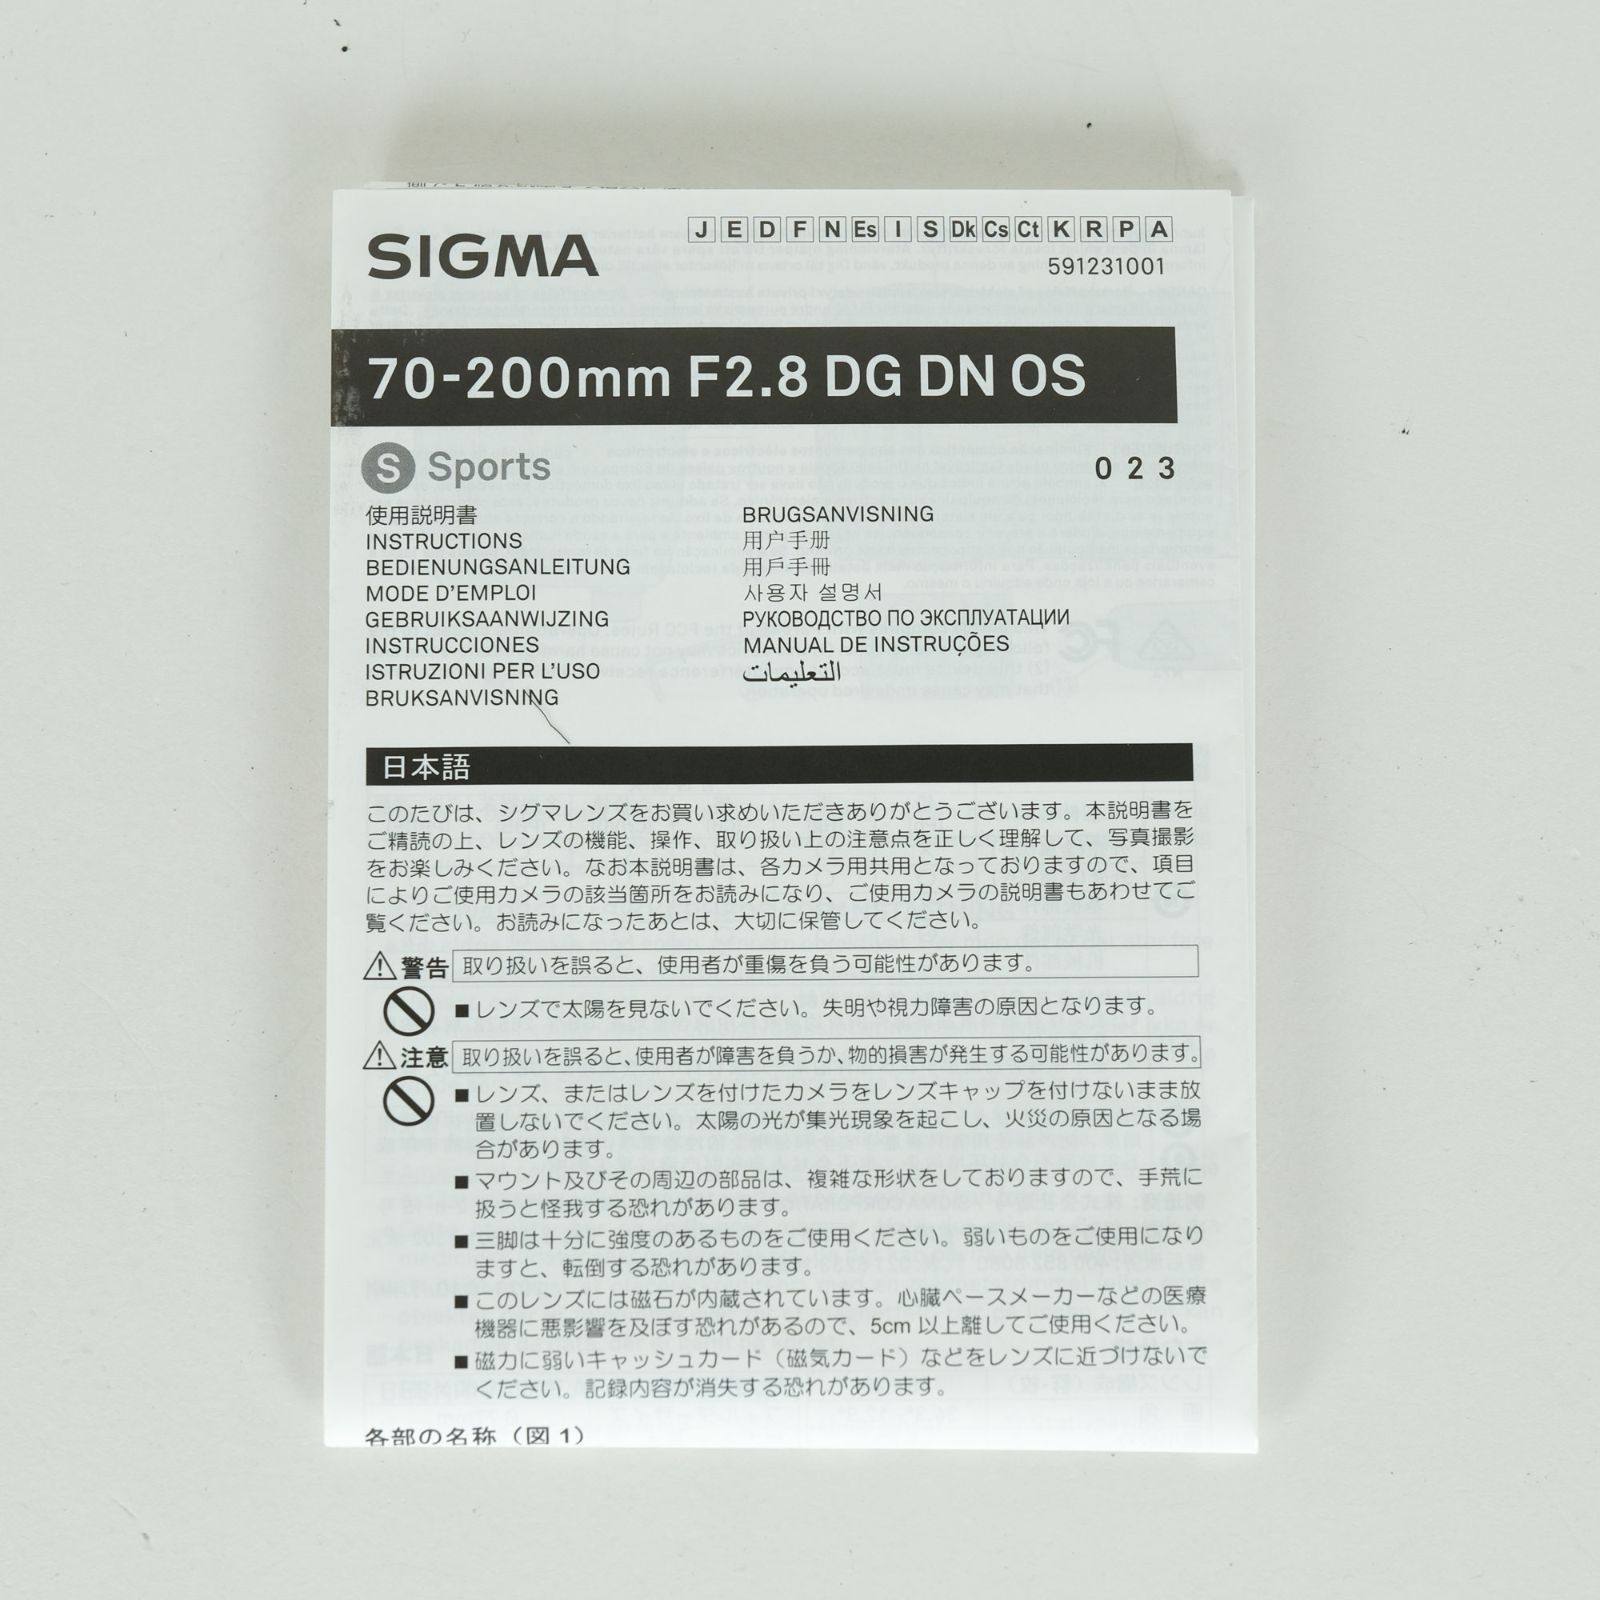 SIGMA
J E D F N Es I S Dk Cs Ct K R P A
591231001
70-200mm F2.8 DG DN OS
S Sports
023
使用説明書
INSTRUCTIONS
BEDIENUNGSANLEITUNG
MODE D’EMPLOI
GEBRUIKSAANWIJZING
INSTRUCCIONES
ISTRUZIONI PER L’USO
BRUKSANVISNING
BRUGSANVISNING
用户手册
用戶手冊
사용자 설명서
РУКОВОДСТВО ПО ЭКСПЛУАТАЦИИ
MANUAL DE INSTRUÇÕES
التعليمات
日本語
このたびは、シグマレンズをお買い求めいただきありがとうございます。本説明書を
ご精読の上、レンズの機能、操作、取り扱い上の注意点を正しく理解して、写真撮影
をお楽しみください。なお本説明書は、各カメラ用共用となっておりますので、項目
によりご使用カメラの該当箇所をお読みになり、ご使用カメラの説明書もあわせてご
覧ください。お読みになったあとは、大切に保管してください。
⚠警告 取り扱いを誤ると、使用者が重傷を負う可能性があります。
■レンズで太陽を見ないでください。失明や視力障害の原因となります。
⚠注意 取り扱いを誤ると、使用者が障害を負うか、物的損害が発生する可能性があります。
■レンズ、またはレンズを付けたカメラをレンズキャップを付けないまま放
置しないでください。太陽の光が集光現象を起こし、火災の原因となる場
合があります。
■マウント及びその周辺の部品は、複雑な形状をしておりますので、手荒に
扱うと怪我する恐れがあります。
■三脚は十分に強度のあるものをご使用ください。弱いものをご使用になり
ますと、転倒する恐れがあります。
■このレンズには磁石が内蔵されています。心臓ペースメーカーなどの医療
機器に悪影響を及ぼす恐れがあるので、5cm 以上離してご使用ください。
■磁力に弱いキャッシュカード（磁気カード）などをレンズに近づけないで
ください。記録内容が消失する恐れがあります。
各部の名称（図 1）